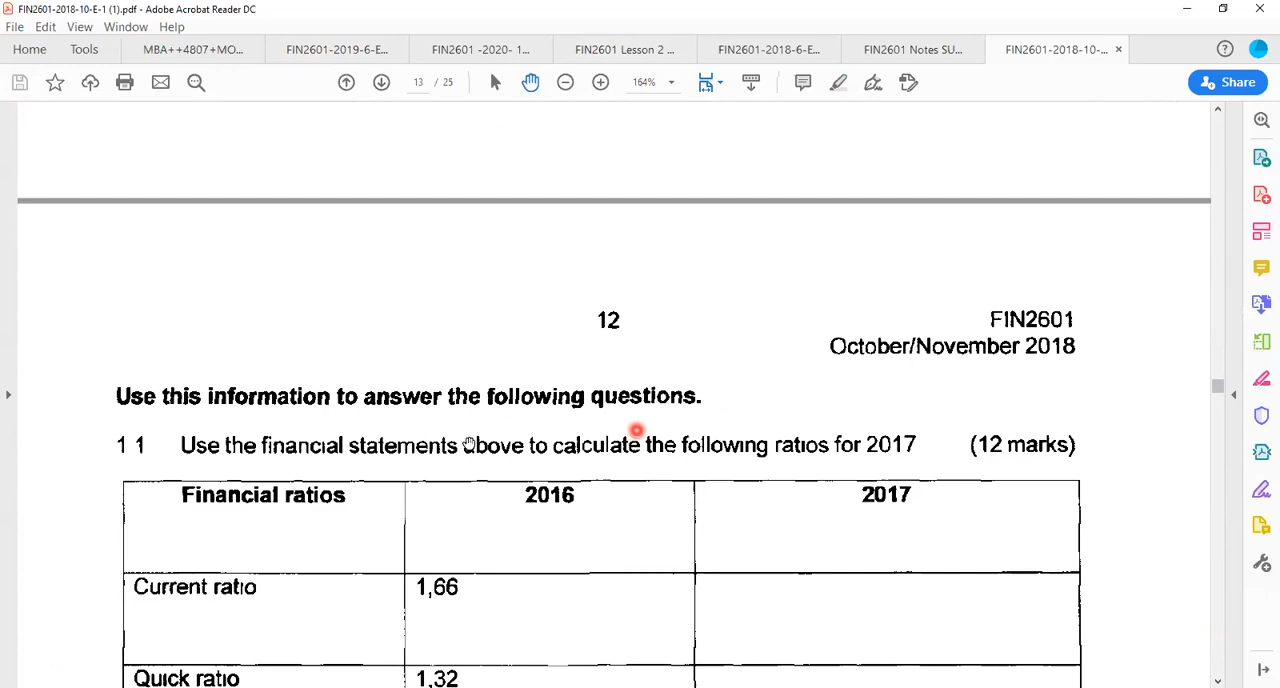 FIN2601-2018-10-E-1 (1).pdf - Adobe Acrobat Reader DC
File Edit View Window Help
Home Tools MBA++4807+MO... FIN2601-2019-6-E... FIN2601 -2020- 1... FIN2601 Lesson 2 ... FIN2601-2018-6-E... FIN2601 Notes SU... FIN2601-2018-10-... ×
13 / 25 164% Share
12 FIN2601
October/November 2018
Use this information to answer the following questions.
1 1 Use the financial statements above to calculate the following ratios for 2017 (12 marks)
Financial ratios 2016 2017
Current ratio 1,66
Quick ratio 1,32